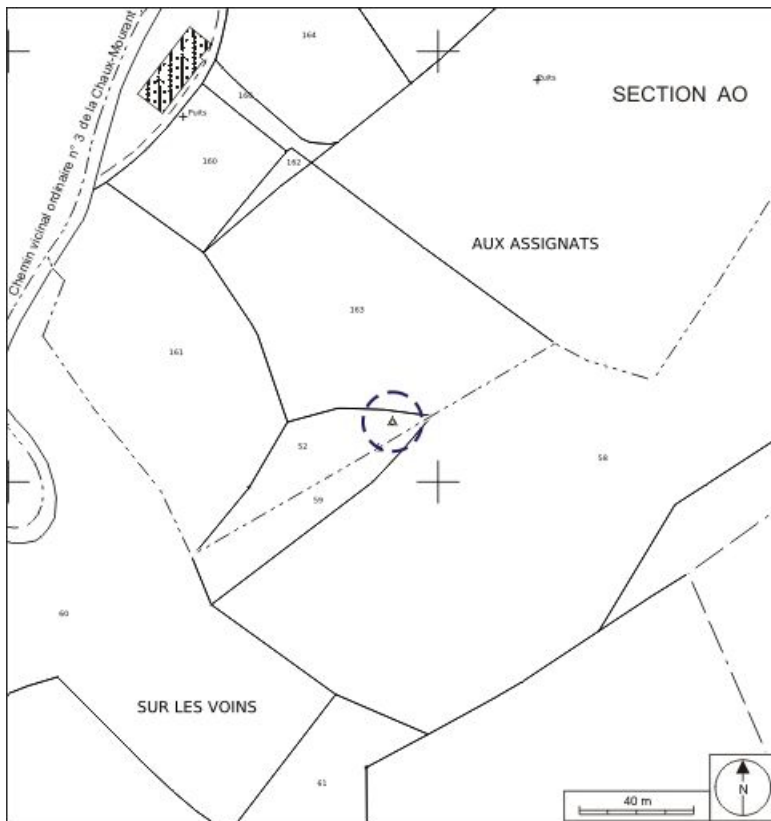 164
Puits
SECTION AO
Chemin vicinal ordinaire n° 3 de la Chaux-Mourant
Puits
160
162
AUX ASSIGNATS
163
161
52
58
59
60
SUR LES VOINS
61
40 m
N